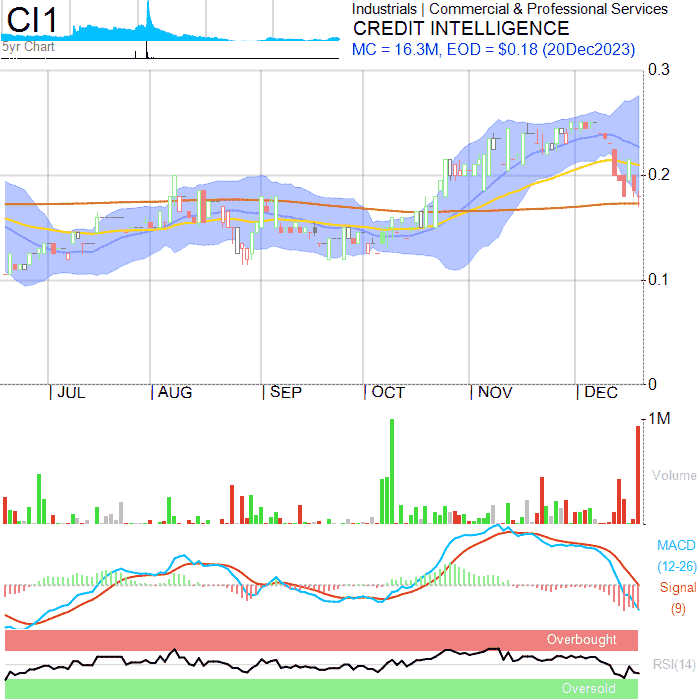 CI1
5yr Chart
Industrials | Commercial & Professional Services
CREDIT INTELLIGENCE
MC = 16.3M, EOD = $0.18 (20Dec2023)
0.3
0.2
0.1
0
JUL
AUG
SEP
OCT
NOV
DEC
1M
Volume
MACD
(12-26)
Signal
(9)
Overbought
RSI(14)
Oversold